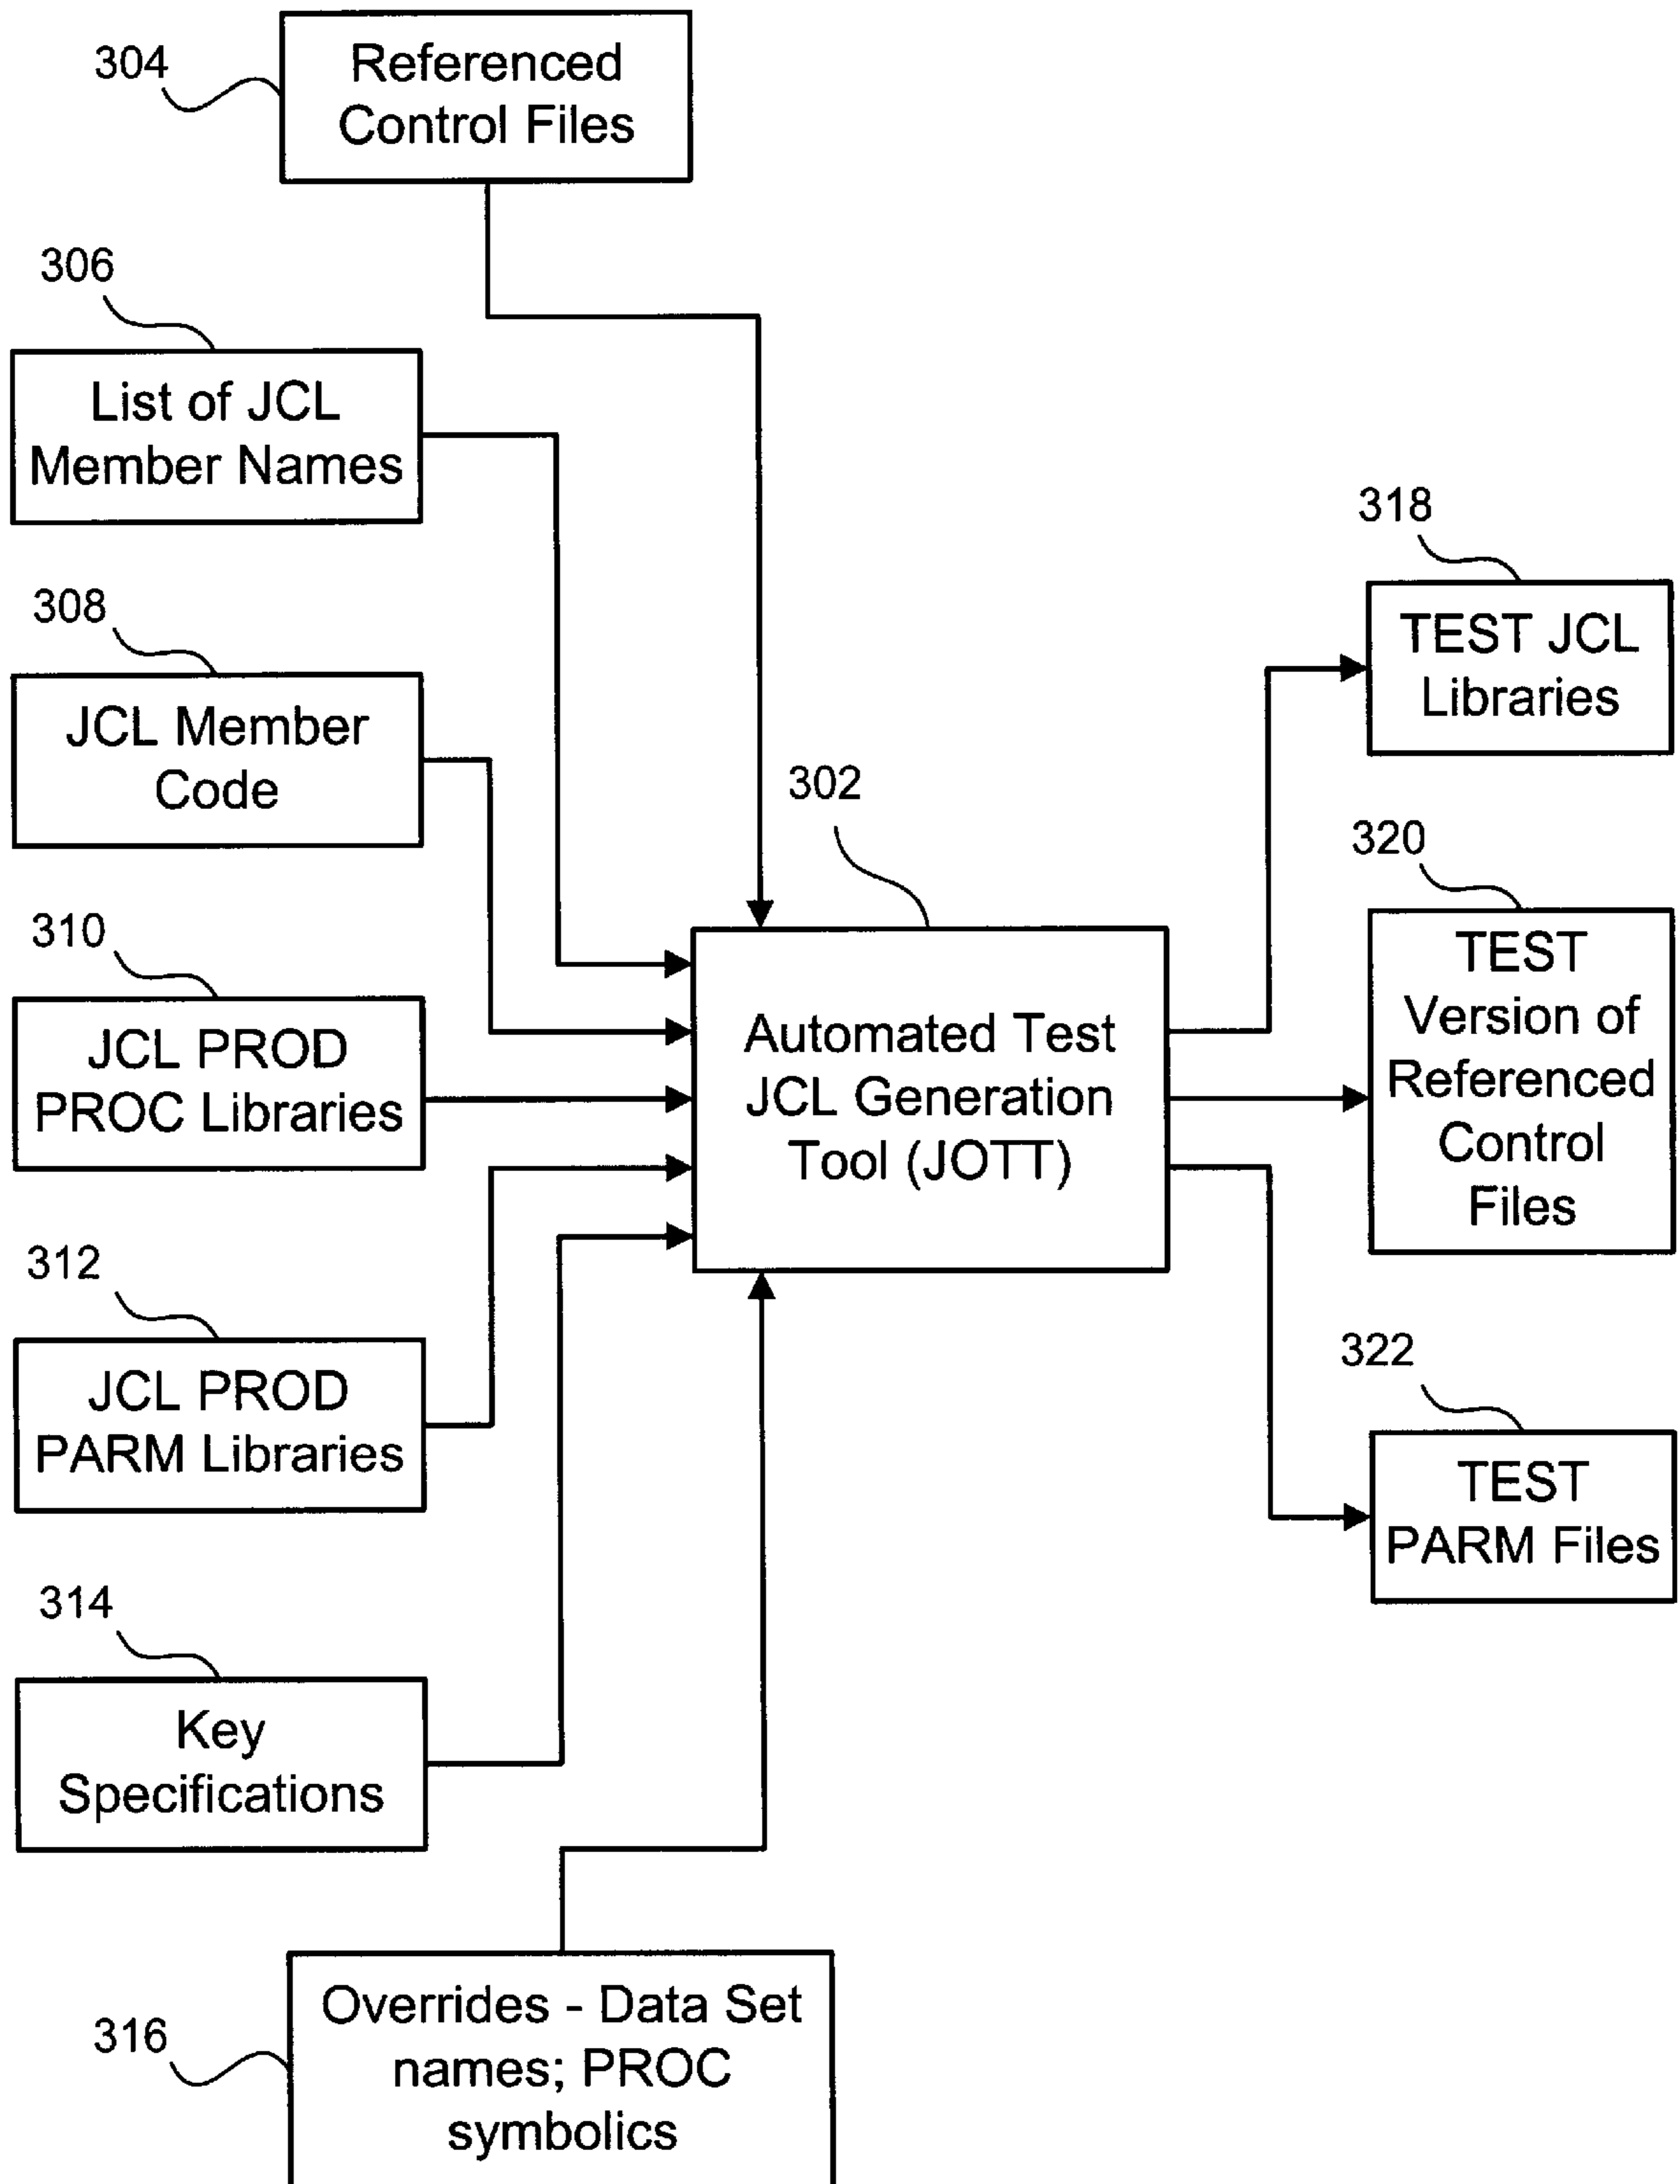 304
Referenced
Control Files
306
List of JCL
Member Names
308
JCL Member
Code
310
JCL PROD
PROC Libraries
312
JCL PROD
PARM Libraries
314
Key
Specifications
316
Overrides - Data Set
names; PROC
symbolics
302
Automated Test
JCL Generation
Tool (JOTT)
318
TEST JCL
Libraries
320
TEST
Version of
Referenced
Control
Files
322
TEST
PARM Files